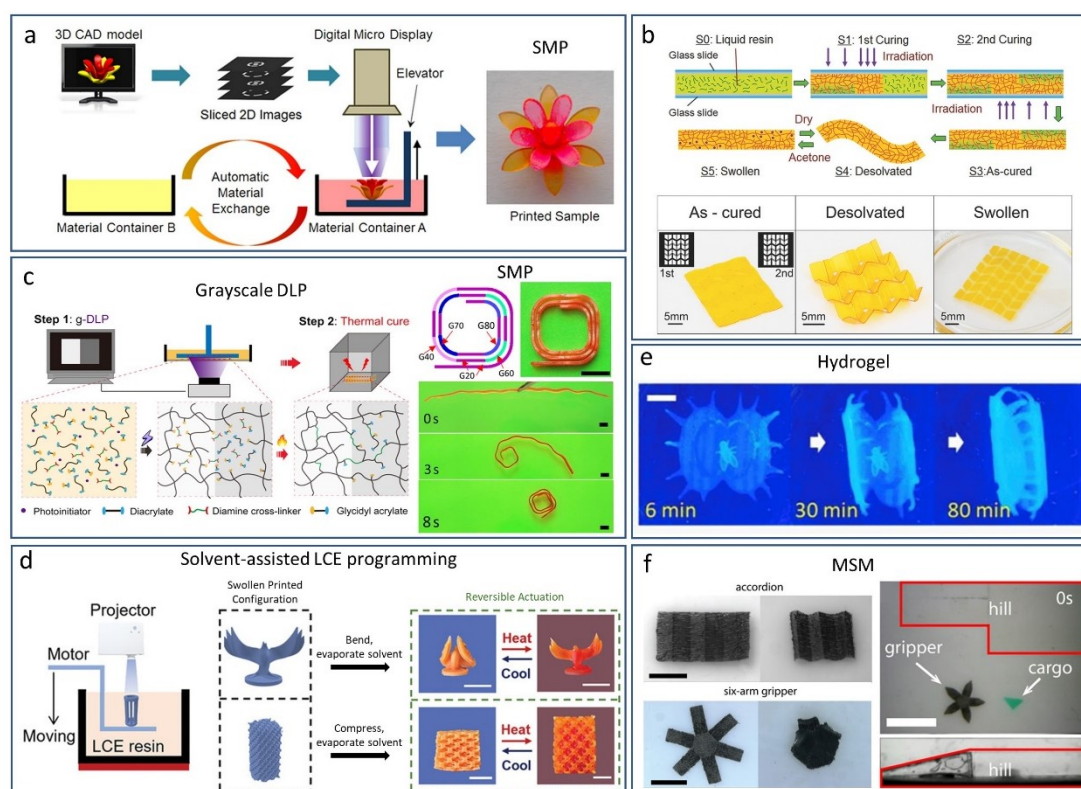 a
3D CAD model
Sliced 2D Images
Digital Micro Display
Elevator
SMP
Material Container B
Automatic
Material
Exchange
Material Container A
Printed Sample
b
S0: Liquid resin
S1: 1st Curing
S2: 2nd Curing
Glass slide
Irradiation
Glass slide
Irradiation
Dry
Acetone
S5: Swollen
S4: Desolvated
S3: As-cured
As - cured
Desolvated
Swollen
1st
2nd
5mm
5mm
5mm
c
Grayscale DLP
SMP
Step 1: g-DLP
Step 2: Thermal cure
G70
G80
G40
G20
G60
0 s
3 s
8 s
Photoinitiator
Diacrylate
Diamine cross-linker
Glycidyl acrylate
e
Hydrogel
6 min
30 min
80 min
d
Solvent-assisted LCE programming
Projector
Motor
Moving
LCE resin
Swollen Printed
Configuration
Bend,
evaporate solvent
Compress,
evaporate solvent
Reversible Actuation
Heat
Cool
Heat
Cool
f
MSM
accordion
six-arm gripper
hill
0s
gripper
cargo
hill